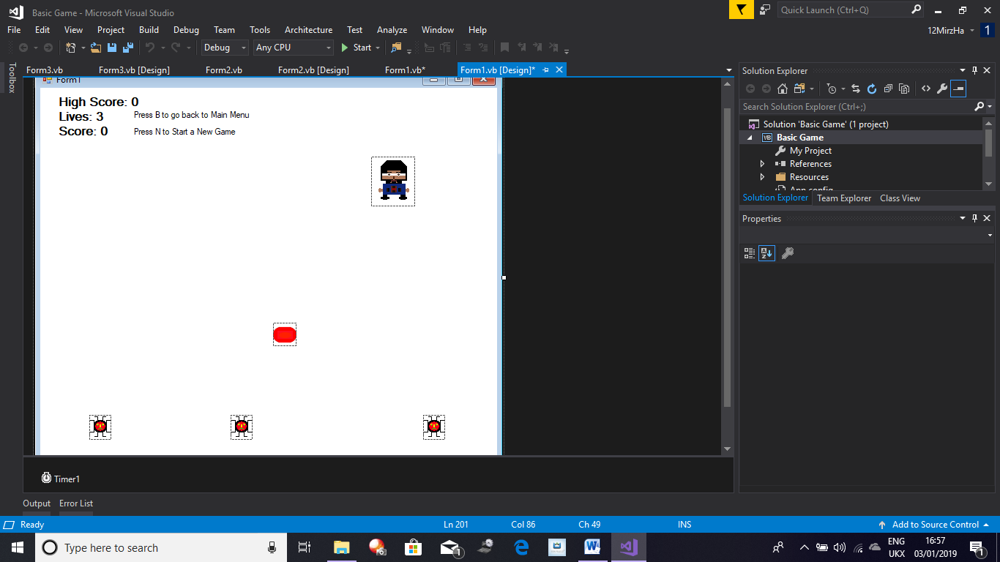 Basic Game - Microsoft Visual Studio
Quick Launch (Ctrl+Q)
File Edit View Project Build Debug Team Tools Architecture Test Analyze Window Help
12MirzHa 1
Debug Any CPU Start
Toolbox
Form3.vb Form3.vb [Design] Form2.vb Form2.vb [Design] Form1.vb* Form1.vb [Design]*
Form1
High Score: 0
Lives: 3 Press B to go back to Main Menu
Score: 0 Press N to Start a New Game
Timer1
Solution Explorer
Search Solution Explorer (Ctrl+;)
Solution 'Basic Game' (1 project)
VB Basic Game
My Project
References
Resources
App.config
Solution Explorer Team Explorer Class View
Properties
Output Error List
Ready Ln 201 Col 86 Ch 49 INS Add to Source Control
Type here to search
ENG 16:57
UKX 03/01/2019